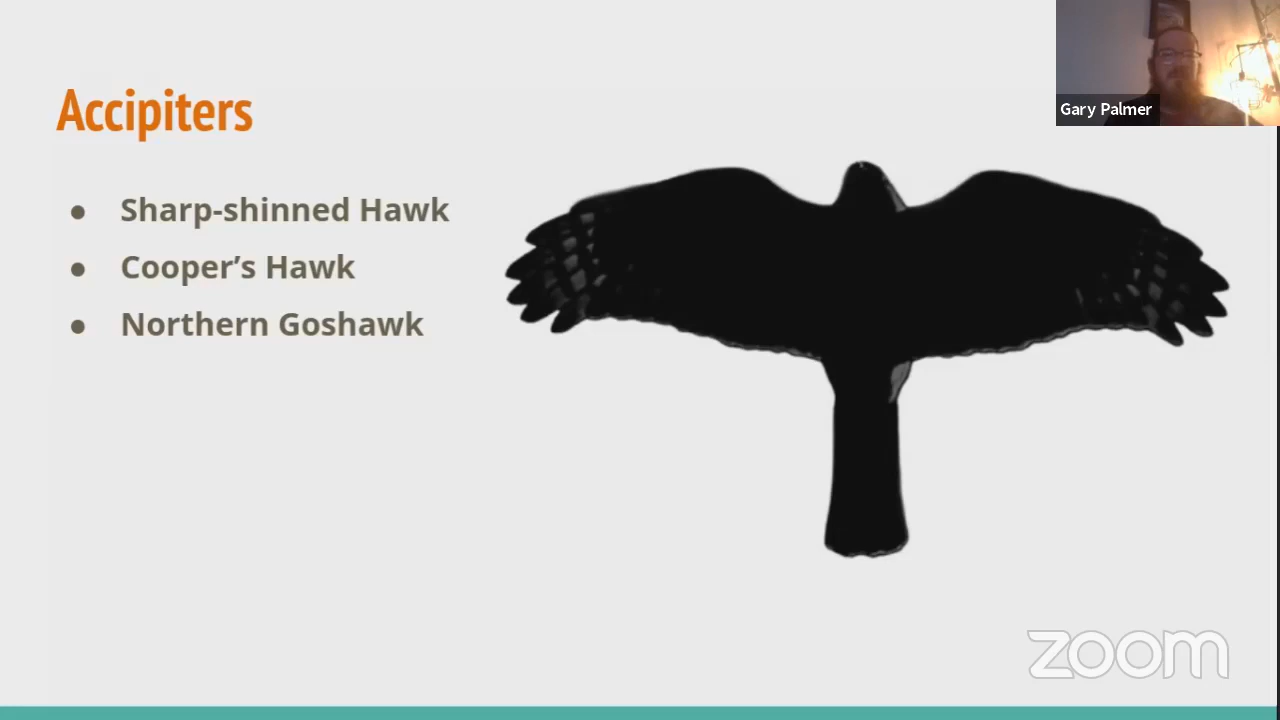 Gary Palmer
Accipiters
● Sharp-shinned Hawk
● Cooper’s Hawk
● Northern Goshawk
zoom